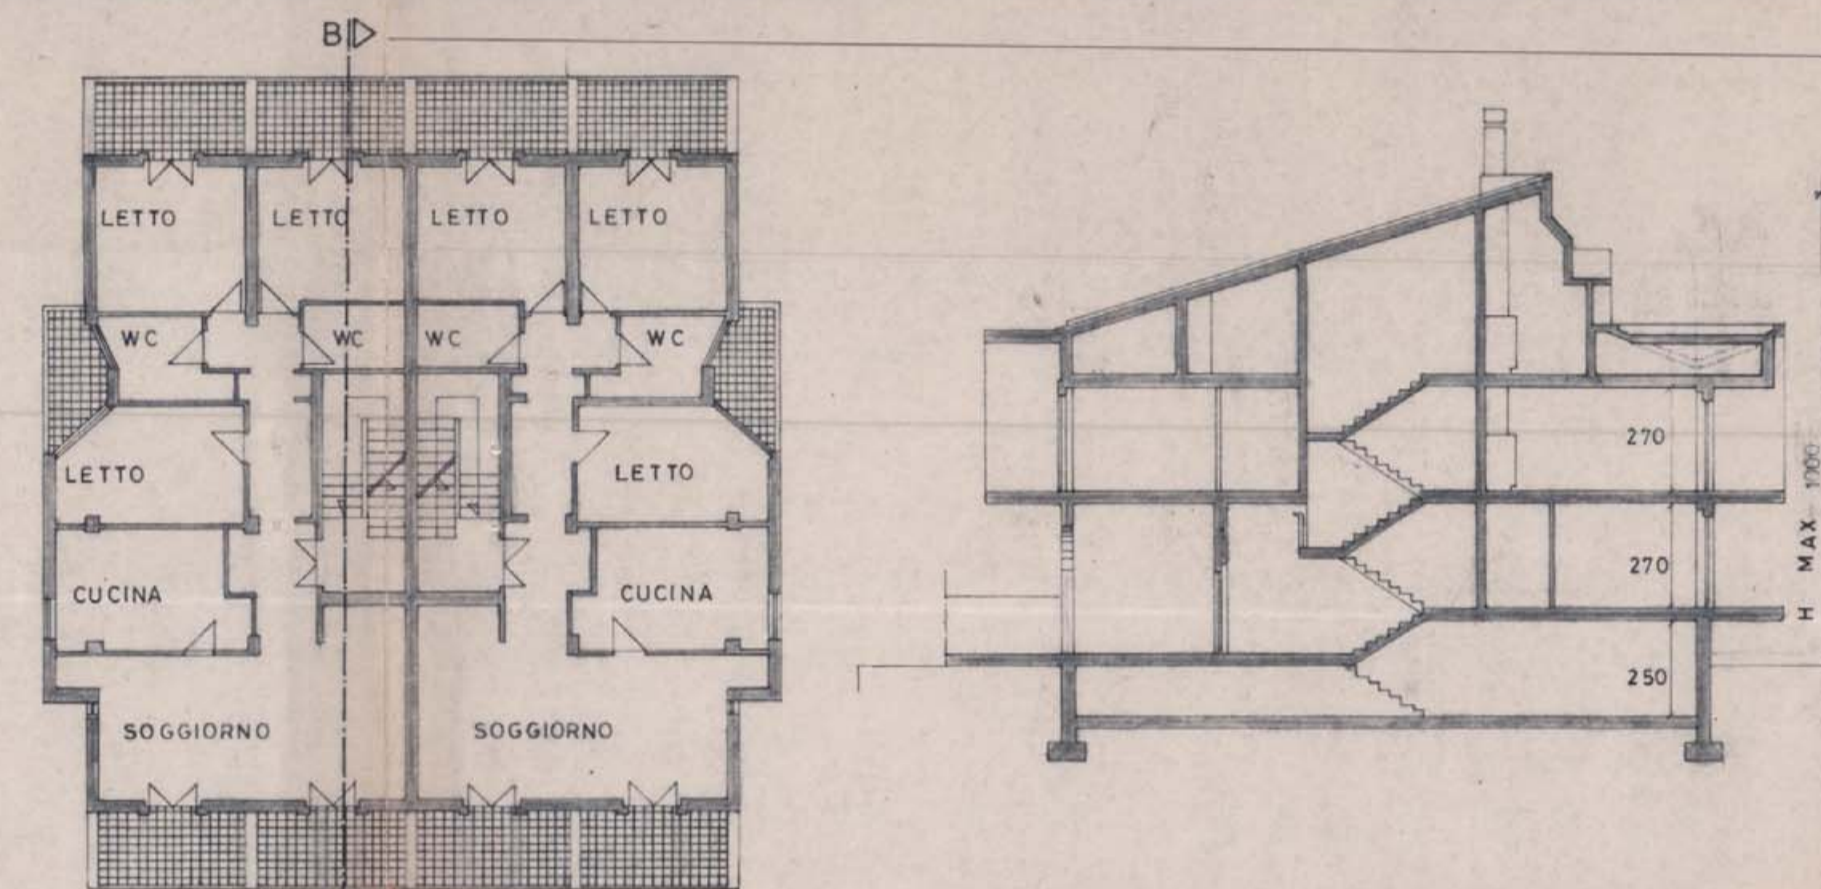 B
LETTO LETTO LETTO LETTO
WC WC WC WC
LETTO LETTO
CUCINA CUCINA
SOGGIORNO SOGGIORNO
270
270
250
H MAX